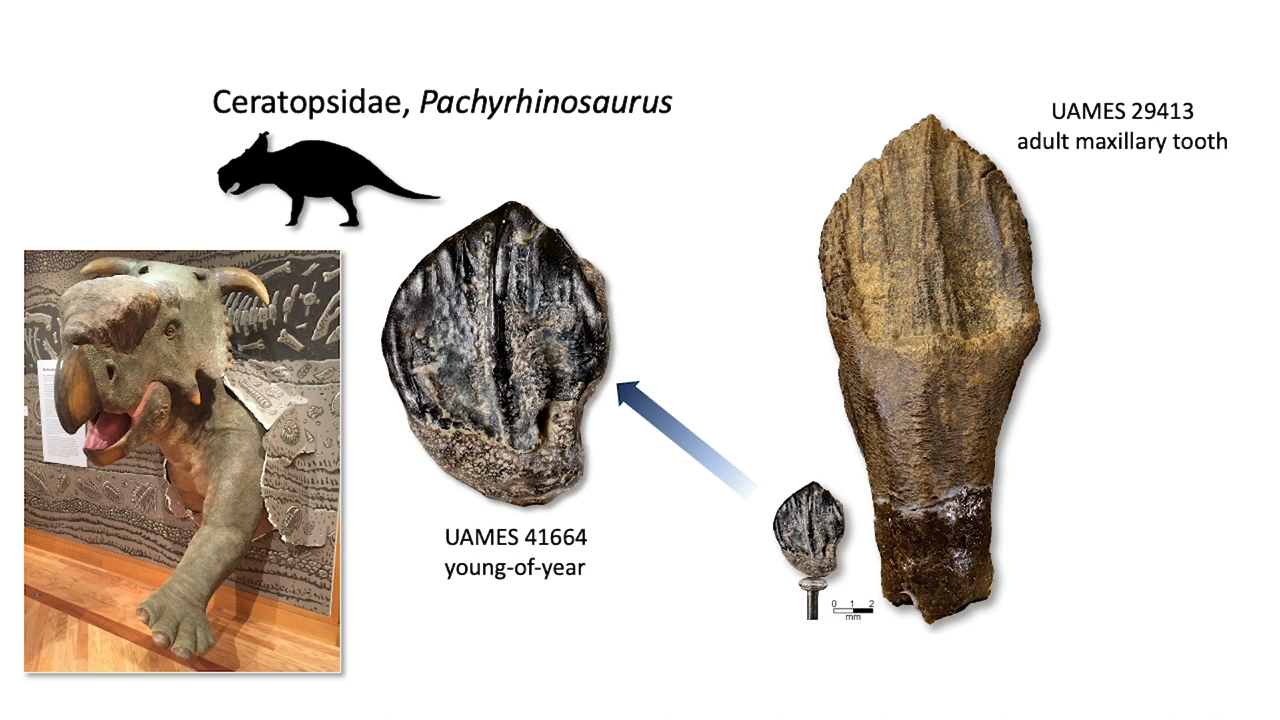 Ceratopsidae, Pachyrhinosaurus
UAMES 29413
adult maxillary tooth
UAMES 41664
young-of-year
0 1 2
mm